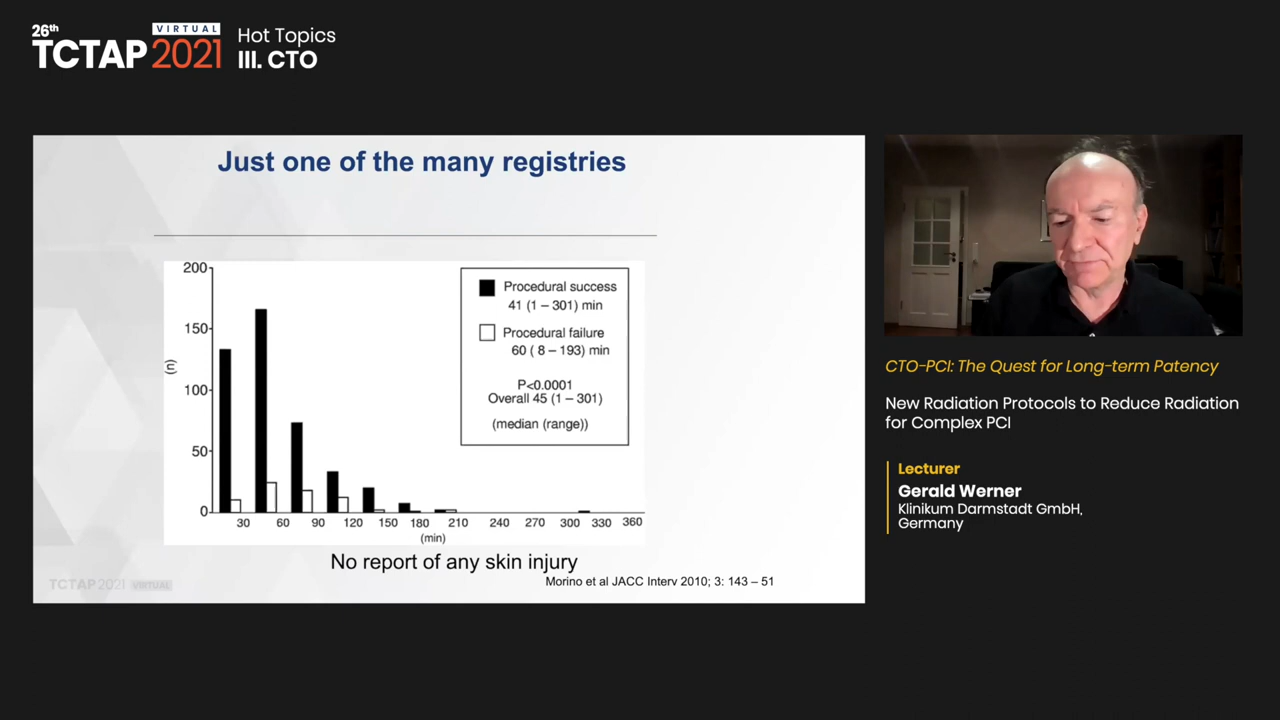 26th
VIRTUAL
TCTAP 2021
Hot Topics
III. CTO
Just one of the many registries
200
150
100
50
0
(n)
Procedural success
41 (1 – 301) min
Procedural failure
60 ( 8 – 193) min
P<0.0001
Overall 45 (1 – 301)
(median (range))
30 60 90 120 150 180 210 240 270 300 330 360
(min)
No report of any skin injury
Morino et al JACC Interv 2010; 3: 143 – 51
TCTAP 2021 VIRTUAL
CTO-PCI: The Quest for Long-term Patency
New Radiation Protocols to Reduce Radiation
for Complex PCI
Lecturer
Gerald Werner
Klinikum Darmstadt GmbH,
Germany